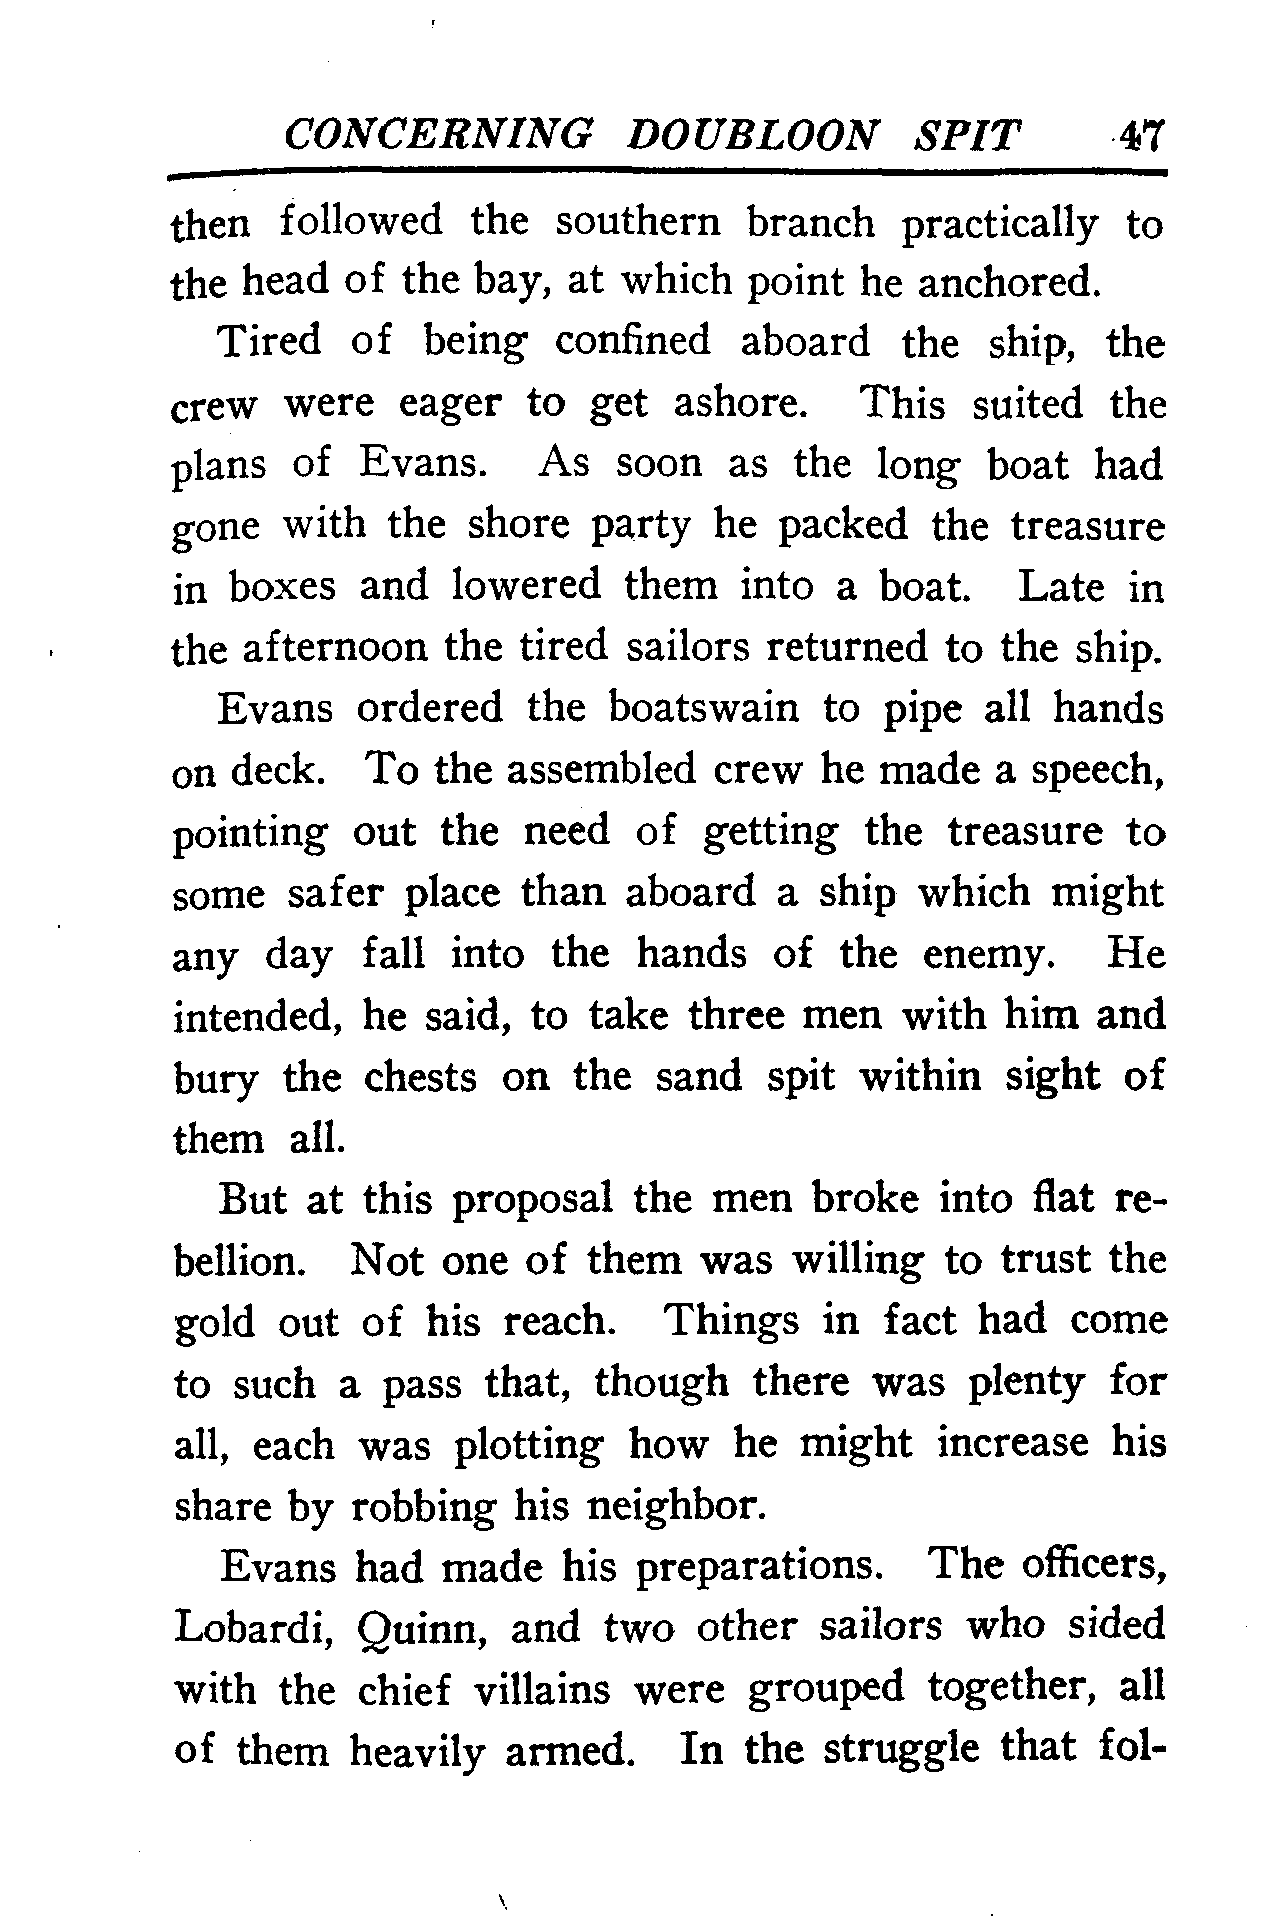 CONCERNING DOUBLOON SPIT 47
then followed the southern branch practically to
the head of the bay, at which point he anchored.
Tired of being confined aboard the ship, the
crew were eager to get ashore. This suited the
plans of Evans. As soon as the long boat had
gone with the shore party he packed the treasure
in boxes and lowered them into a boat. Late in
the afternoon the tired sailors returned to the ship.
Evans ordered the boatswain to pipe all hands
on deck. To the assembled crew he made a speech,
pointing out the need of getting the treasure to
some safer place than aboard a ship which might
any day fall into the hands of the enemy. He
intended, he said, to take three men with him and
bury the chests on the sand spit within sight of
them all.
But at this proposal the men broke into flat re-
bellion. Not one of them was willing to trust the
gold out of his reach. Things in fact had come
to such a pass that, though there was plenty for
all, each was plotting how he might increase his
share by robbing his neighbor.
Evans had made his preparations. The officers,
Lobardi, Quinn, and two other sailors who sided
with the chief villains were grouped together, all
of them heavily armed. In the struggle that fol-